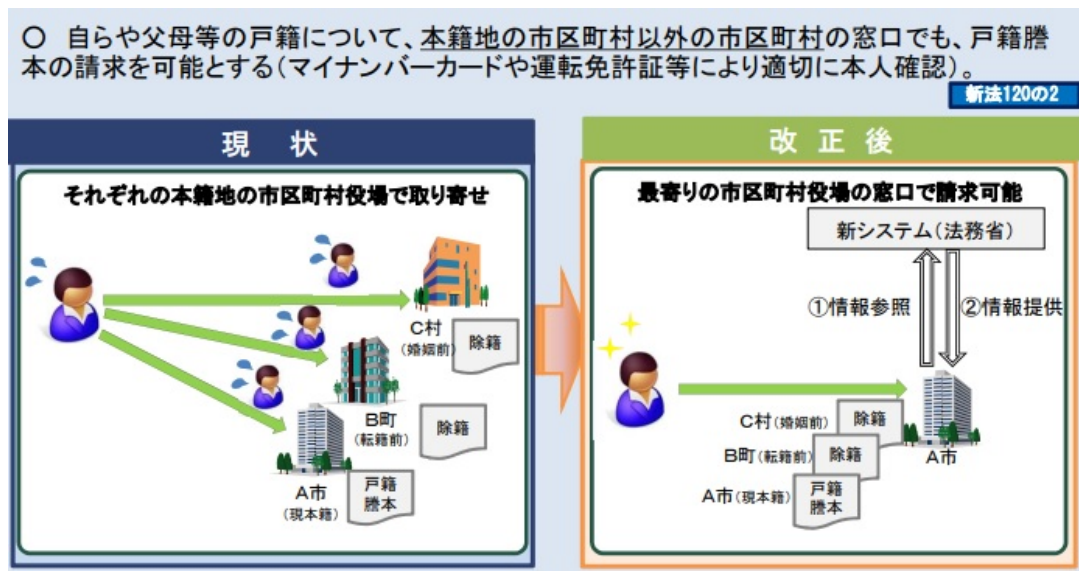 〇　自らや父母等の戸籍について、本籍地の市区町村以外の市区町村の窓口でも、戸籍謄
本の請求を可能とする（マイナンバーカードや運転免許証等により適切に本人確認）。
新法120の2
現　状
それぞれの本籍地の市区町村役場で取り寄せ
C村
（婚姻前）
除籍
B町
（転籍前）
除籍
A市
（現本籍）
戸籍
謄本
改 正 後
最寄りの市区町村役場の窓口で請求可能
新システム（法務省）
①情報参照
②情報提供
C村（婚姻前）
除籍
B町（転籍前）
除籍
A市（現本籍）
戸籍
謄本
A市